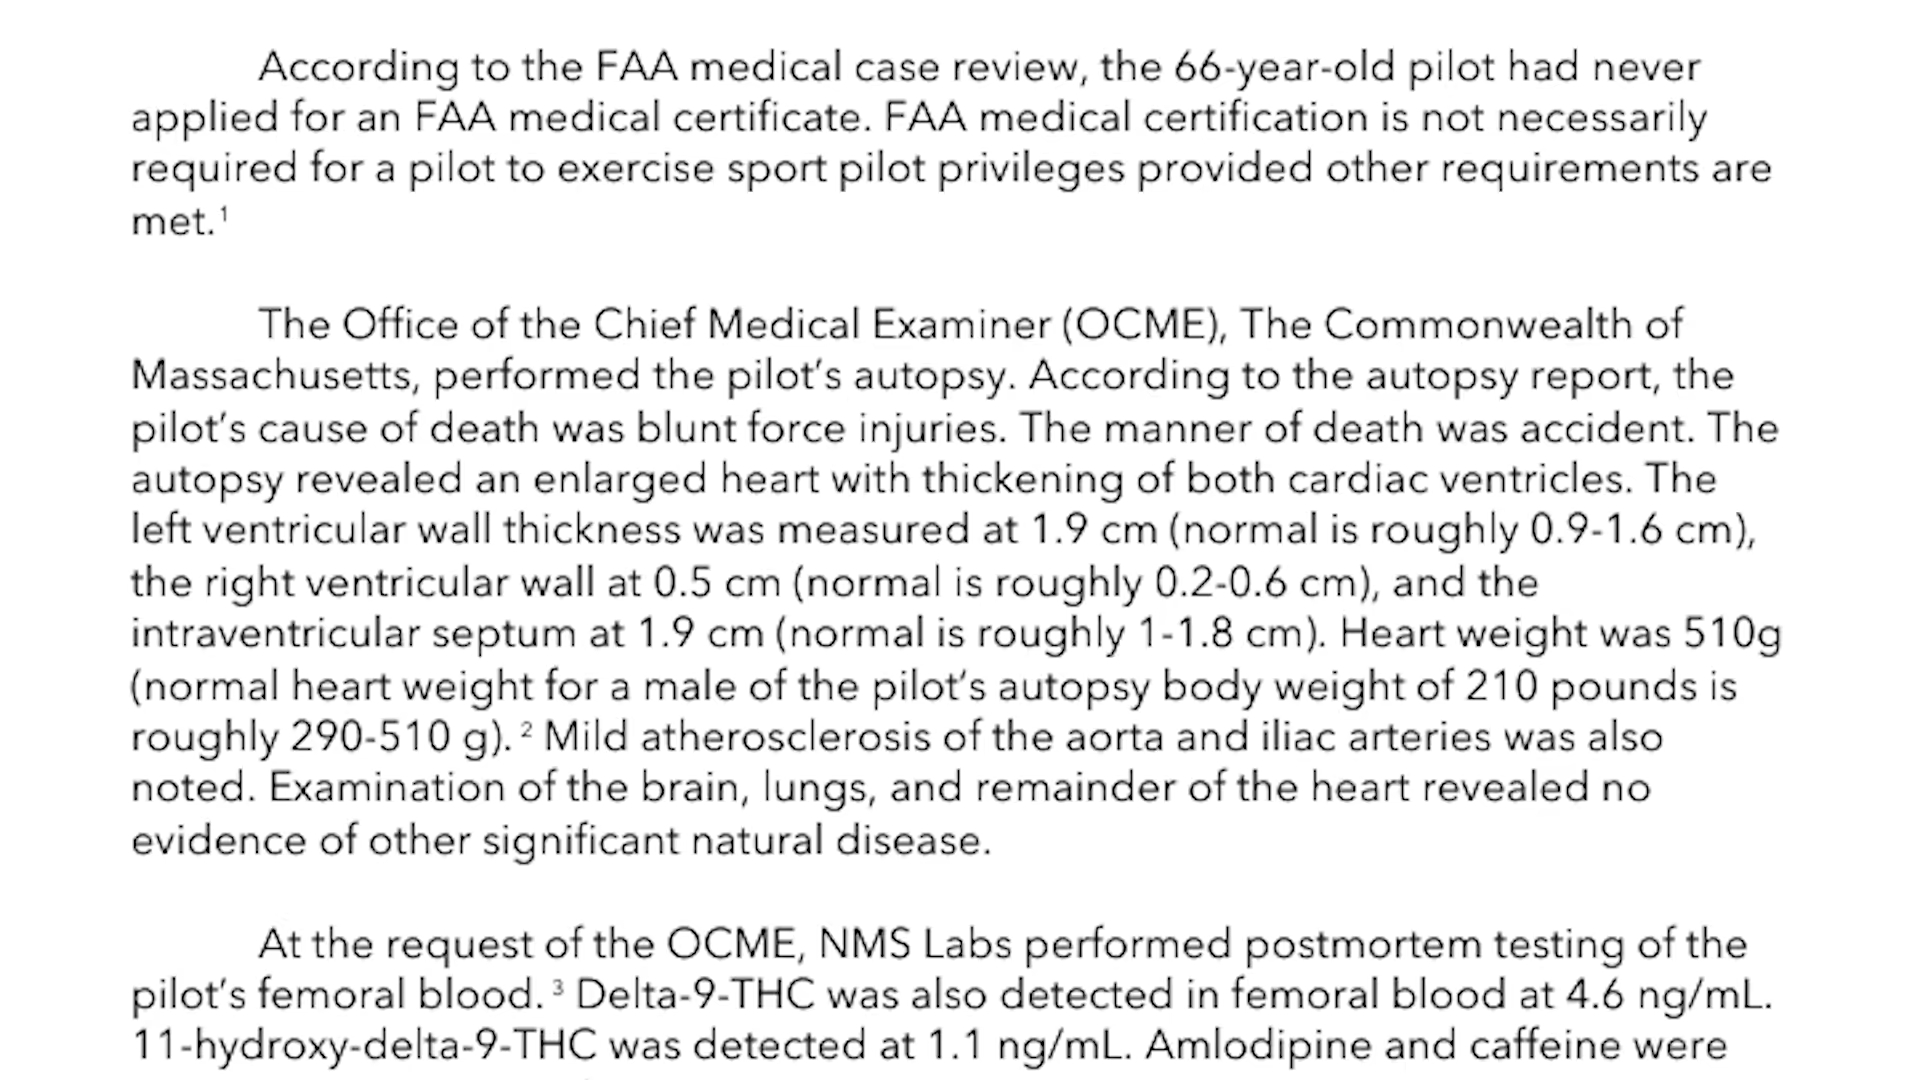 According to the FAA medical case review, the 66-year-old pilot had never
applied for an FAA medical certificate. FAA medical certification is not necessarily
required for a pilot to exercise sport pilot privileges provided other requirements are
met.¹
The Office of the Chief Medical Examiner (OCME), The Commonwealth of
Massachusetts, performed the pilot’s autopsy. According to the autopsy report, the
pilot’s cause of death was blunt force injuries. The manner of death was accident. The
autopsy revealed an enlarged heart with thickening of both cardiac ventricles. The
left ventricular wall thickness was measured at 1.9 cm (normal is roughly 0.9-1.6 cm),
the right ventricular wall at 0.5 cm (normal is roughly 0.2-0.6 cm), and the
intraventricular septum at 1.9 cm (normal is roughly 1-1.8 cm). Heart weight was 510g
(normal heart weight for a male of the pilot’s autopsy body weight of 210 pounds is
roughly 290-510 g). ² Mild atherosclerosis of the aorta and iliac arteries was also
noted. Examination of the brain, lungs, and remainder of the heart revealed no
evidence of other significant natural disease.
At the request of the OCME, NMS Labs performed postmortem testing of the
pilot’s femoral blood. ³ Delta-9-THC was also detected in femoral blood at 4.6 ng/mL.
11-hydroxy-delta-9-THC was detected at 1.1 ng/mL. Amlodipine and caffeine were